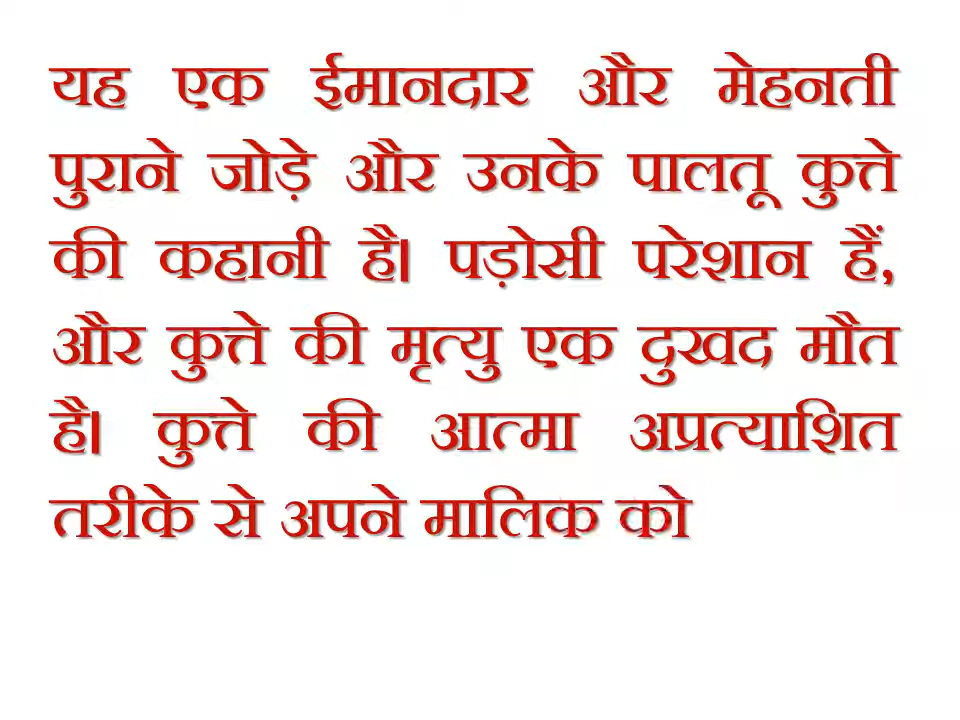 यह एक ईमानदार और मेहनती
पुराने जोड़े और उनके पालतू कुत्ते
की कहानी है। पड़ोसी परेशान हैं,
और कुत्ते की मृत्यु एक दुखद मौत
है। कुत्ते की आत्मा अप्रत्याशित
तरीके से अपने मालिक को